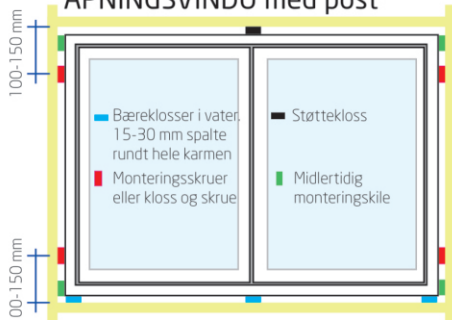 ÅPNINGSVINDU med post
100-150 mm
Bæreklosser i vater,
15-30 mm spalte
rundt hele karmen
Monteringsskruer
eller kloss og skrue
Støttekloss
Midlertidig
monteringskile
00-150 mm